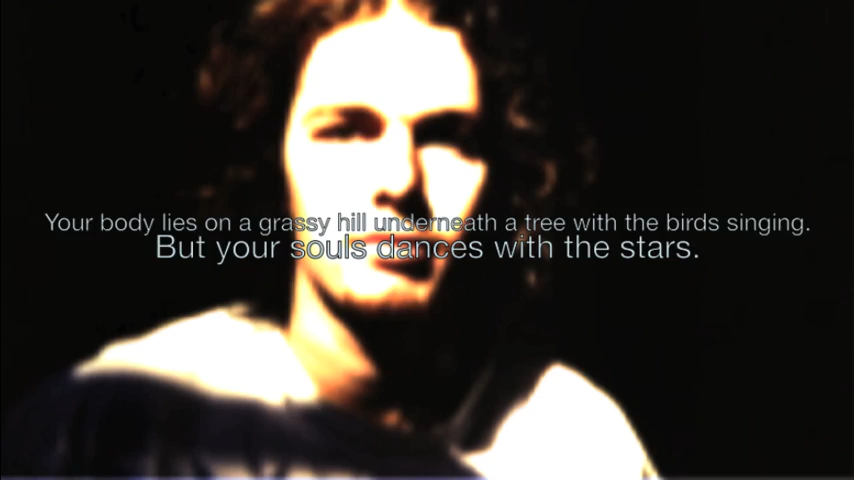 Your body lies on a grassy hill underneath a tree with the birds singing.
But your souls dances with the stars.